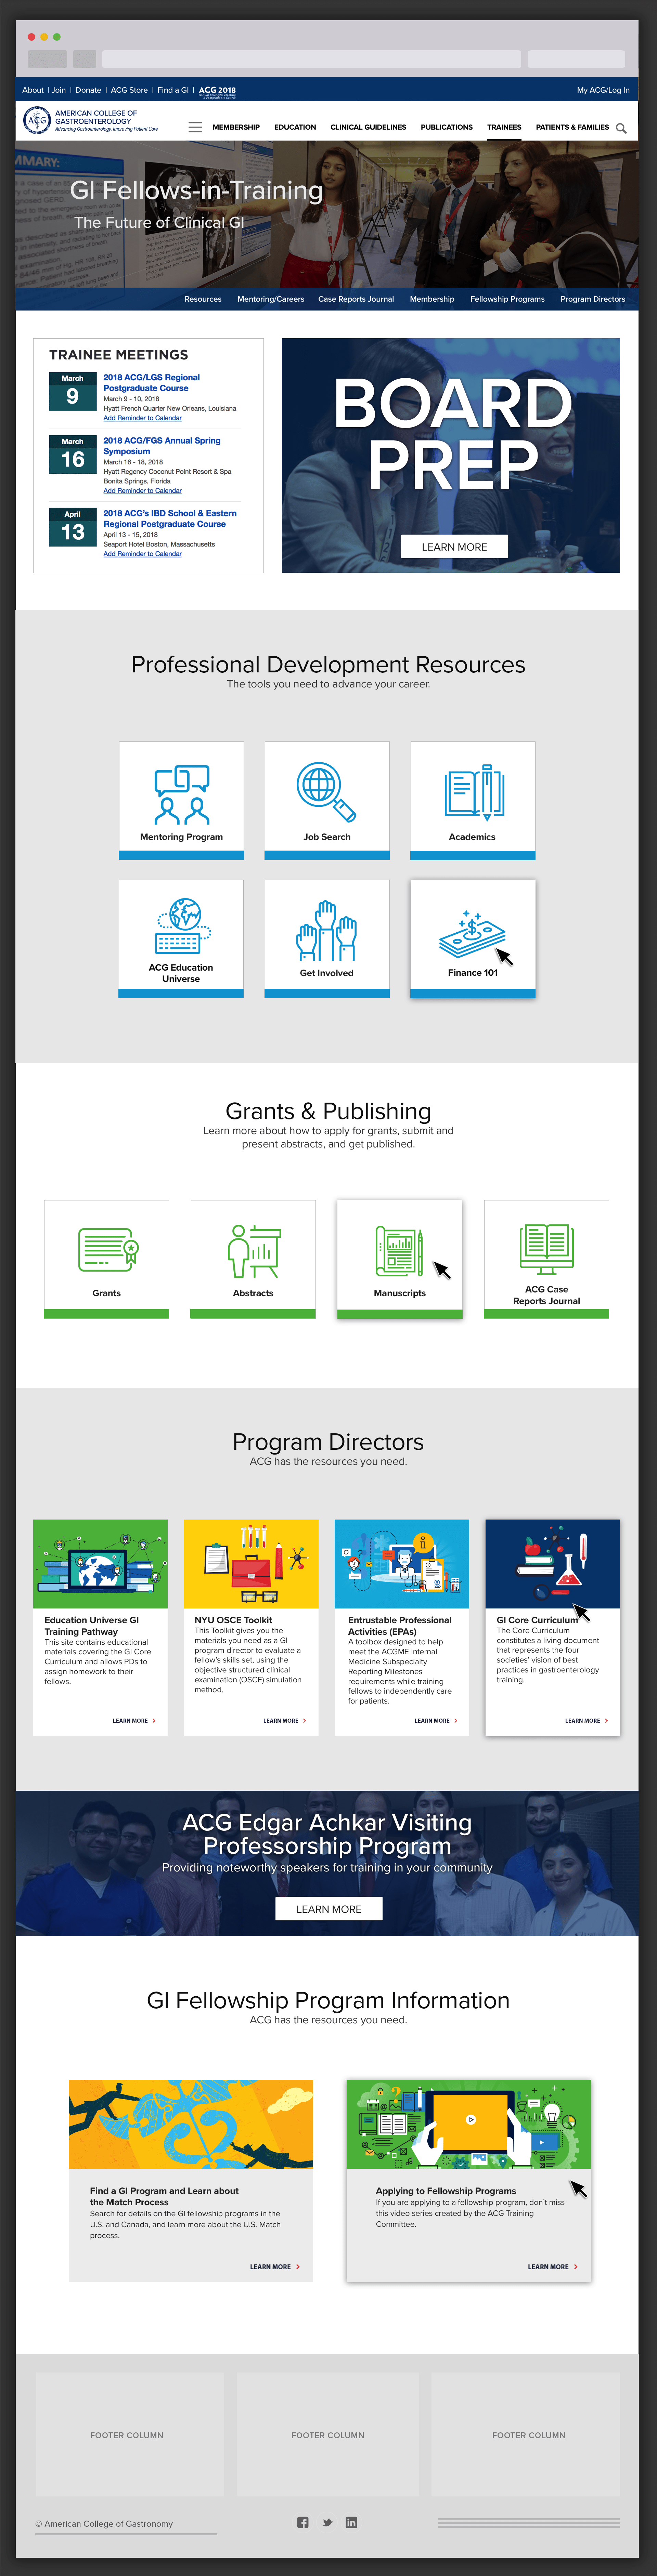 About | Join | Donate | ACG Store | Find a GI | ACG 2018
My ACG/Log In
ACG
AMERICAN COLLEGE OF
GASTROENTEROLOGY
Advancing Gastroenterology, Improving Patient Care
MEMBERSHIP EDUCATION CLINICAL GUIDELINES PUBLICATIONS TRAINEES PATIENTS & FAMILIES
MMARY:
GI Fellows-in-Training
The Future of Clinical GI
Resources Mentoring/Careers Case Reports Journal Membership Fellowship Programs Program Directors
TRAINEE MEETINGS
March
9
2018 ACG/LGS Regional
Postgraduate Course
March 9 - 10, 2018
Hyatt French Quarter New Orleans, Louisiana
Add Reminder to Calendar
March
16
2018 ACG/FGS Annual Spring
Symposium
March 16 - 18, 2018
Hyatt Regency Coconut Point Resort & Spa
Bonita Springs, Florida
Add Reminder to Calendar
April
13
2018 ACG's IBD School & Eastern
Regional Postgraduate Course
April 13 - 15, 2018
Seaport Hotel Boston, Massachusetts
Add Reminder to Calendar
BOARD
PREP
LEARN MORE
Professional Development Resources
The tools you need to advance your career.
Mentoring Program
Job Search
Academics
ACG Education
Universe
Get Involved
Finance 101
Grants & Publishing
Learn more about how to apply for grants, submit and
present abstracts, and get published.
Grants
Abstracts
Manuscripts
ACG Case
Reports Journal
Program Directors
ACG has the resources you need.
Education Universe GI
Training Pathway
This site contains educational
materials covering the GI Core
Curriculum and allows PDs to
assign homework to their
fellows.
LEARN MORE >
NYU OSCE Toolkit
This Toolkit gives you the
materials you need as a GI
program director to evaluate a
fellow's skills set, using the
objective structured clinical
examination (OSCE) simulation
method.
LEARN MORE >
Entrustable Professional
Activities (EPAs)
A toolbox designed to help
meet the ACGME Internal
Medicine Subspecialty
Reporting Milestones
requirements while training
fellows to independently care
for patients.
LEARN MORE >
GI Core Curriculum
The Core Curriculum
constitutes a living document
that represents the four
societies' vision of best
practices in gastroenterology
training.
LEARN MORE >
ACG Edgar Achkar Visiting
Professorship Program
Providing noteworthy speakers for training in your community
LEARN MORE
GI Fellowship Program Information
ACG has the resources you need.
Find a GI Program and Learn about
the Match Process
Search for details on the GI fellowship programs in the
U.S. and Canada, and learn more about the U.S. Match
process.
LEARN MORE >
Applying to Fellowship Programs
If you are applying to a fellowship program, don't miss
this video series created by the ACG Training
Committee.
LEARN MORE >
FOOTER COLUMN
FOOTER COLUMN
FOOTER COLUMN
© American College of Gastronomy